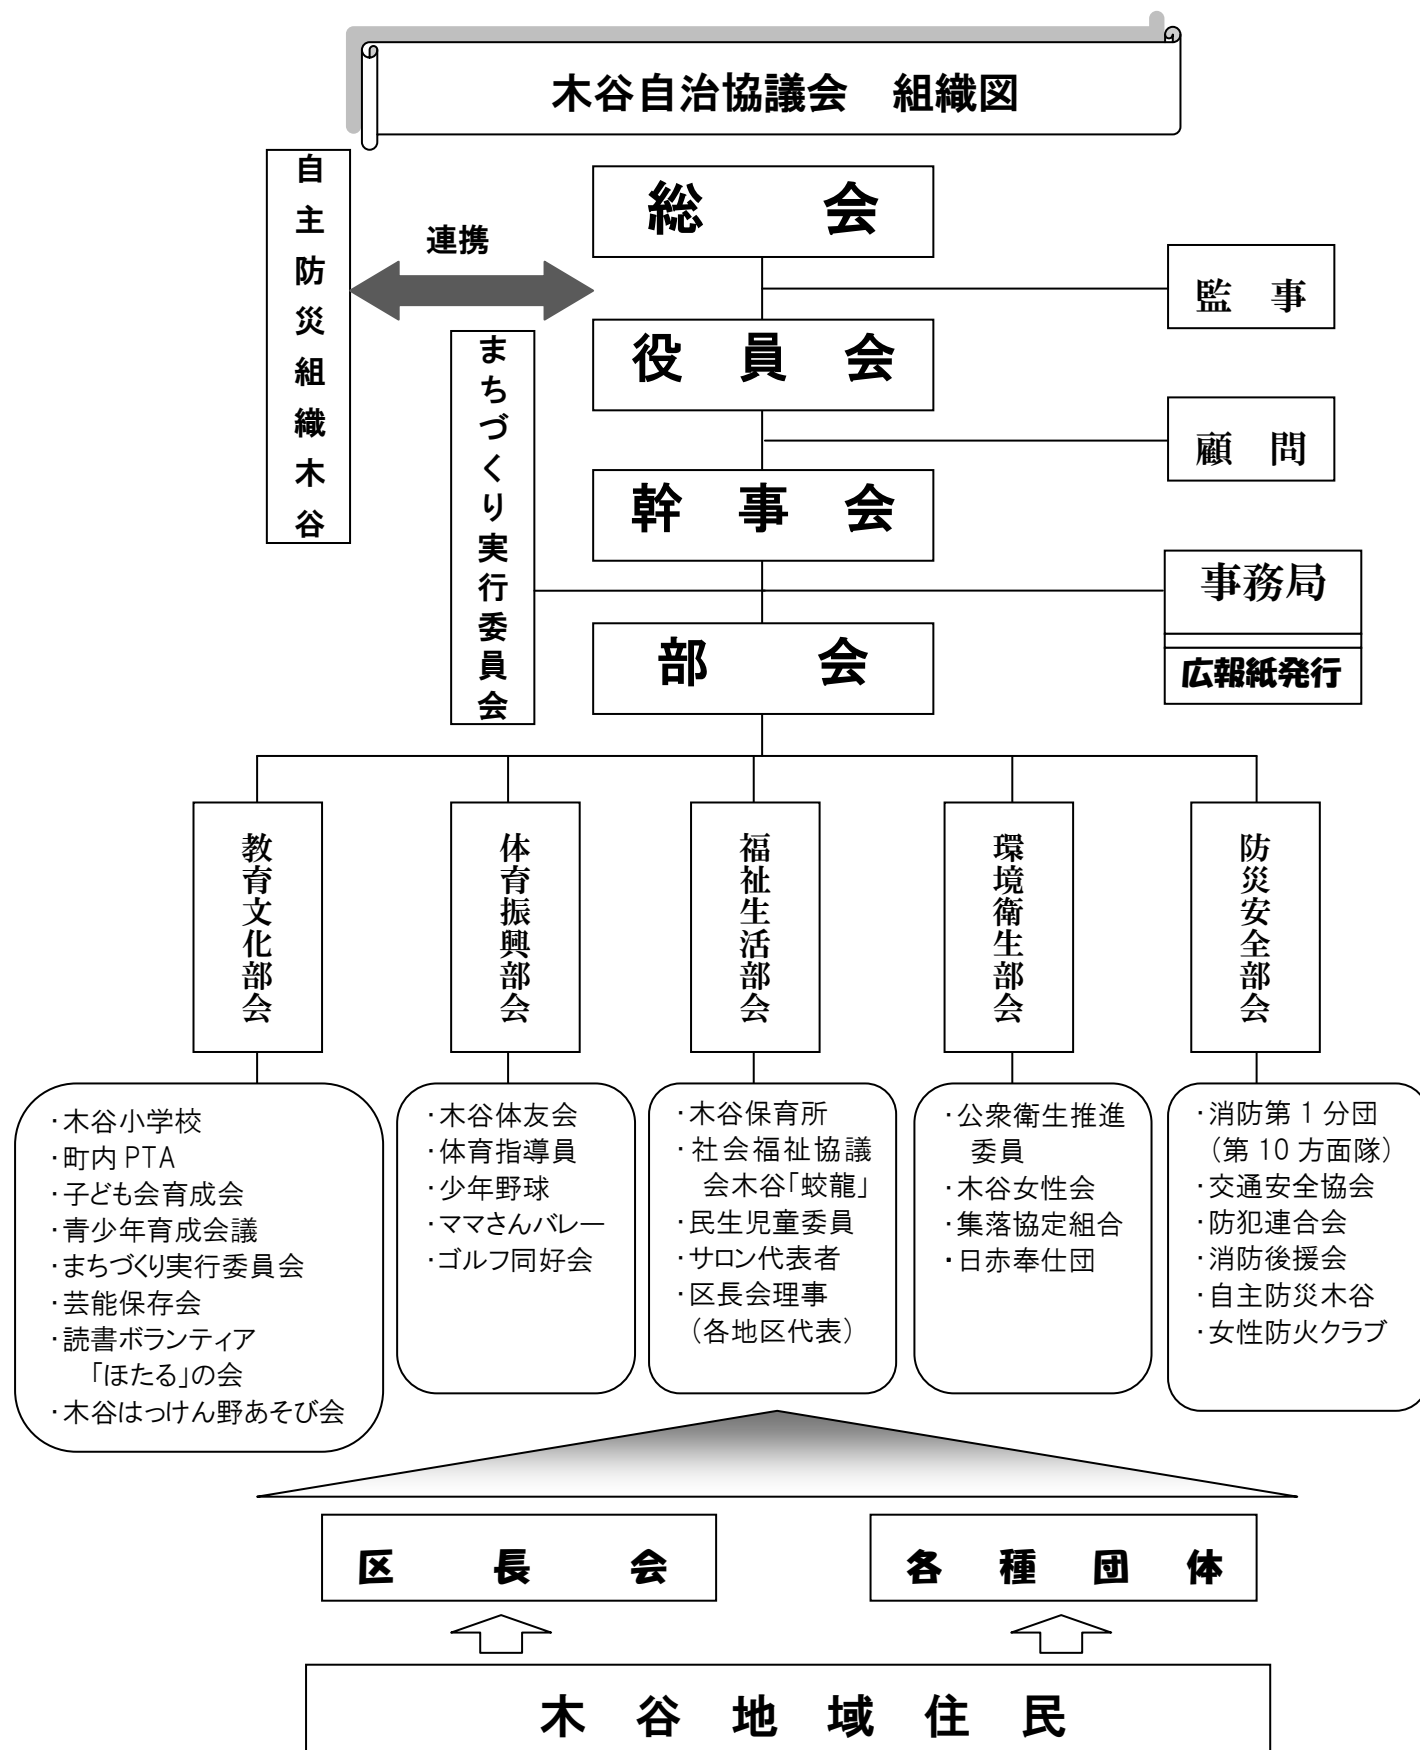 木谷自治協議会　組織図
自主防災組織木谷
連携
総　会
監　事
役　員　会
まちづくり実行委員会
顧　問
幹　事　会
事務局
広報紙発行
部　会
教育文化部会
体育振興部会
福祉生活部会
環境衛生部会
防災安全部会
・木谷小学校
・町内 PTA
・子ども会育成会
・青少年育成会議
・まちづくり実行委員会
・芸能保存会
・読書ボランティア
「ほたる」の会
・木谷はっけん野あそび会
・木谷体友会
・体育指導員
・少年野球
・ママさんバレー
・ゴルフ同好会
・木谷保育所
・社会福祉協議
会木谷「蛟龍」
・民生児童委員
・サロン代表者
・区長会理事
（各地区代表）
・公衆衛生推進
委員
・木谷女性会
・集落協定組合
・日赤奉仕団
・消防第 1 分団
（第 10 方面隊）
・交通安全協会
・防犯連合会
・消防後援会
・自主防災木谷
・女性防火クラブ
区　長　会
各　種　団　体
木　谷　地　域　住　民